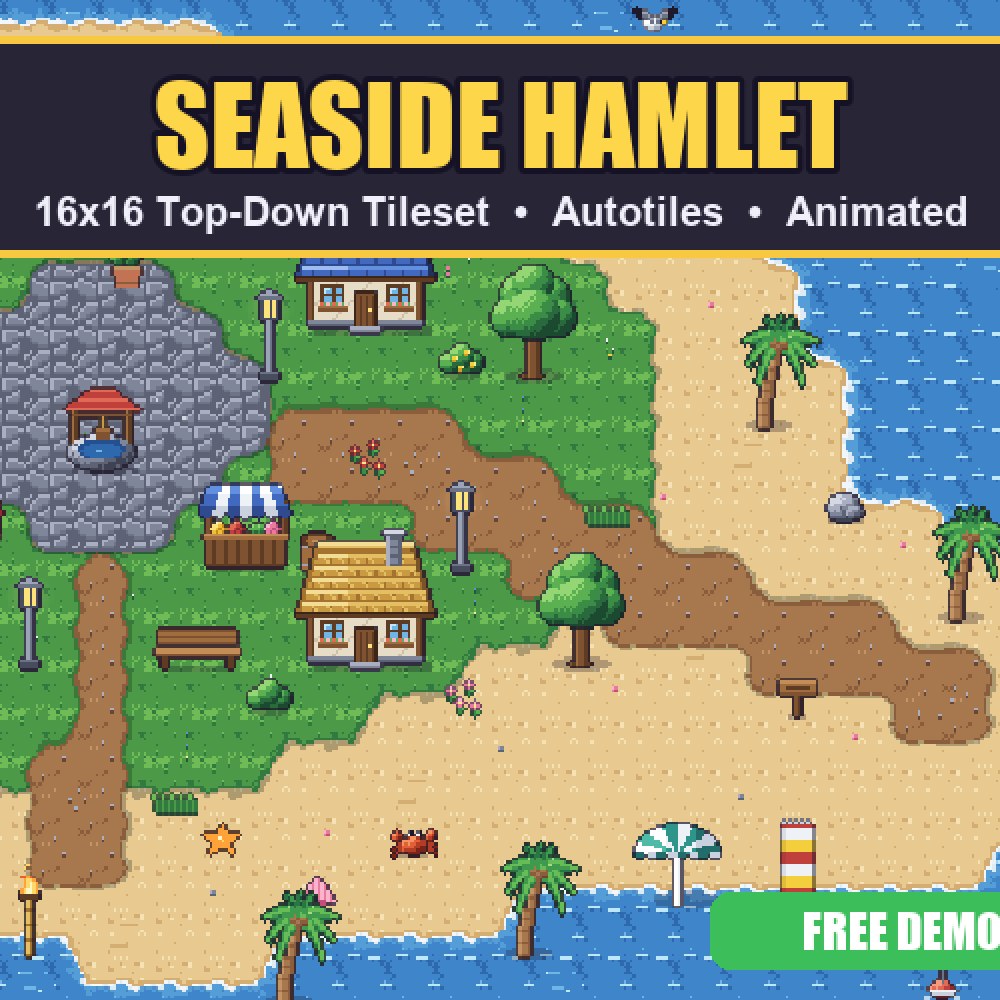 SEASIDE HAMLET
16x16 Top-Down Tileset • Autotiles • Animated
FREE DEMO